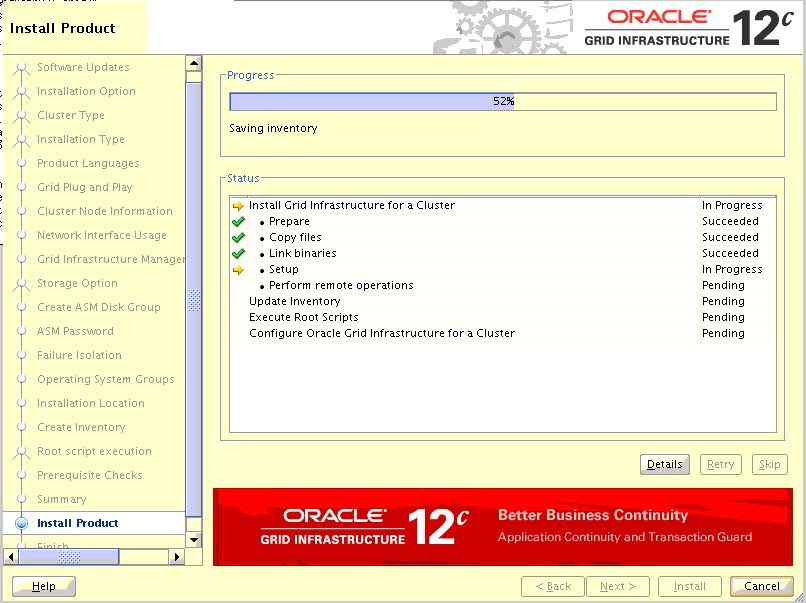 Install Product
ORACLE
GRID INFRASTRUCTURE 12c
Software Updates
Installation Option
Cluster Type
Installation Type
Product Languages
Grid Plug and Play
Cluster Node Information
Network Interface Usage
Grid Infrastructure Manager
Storage Option
Create ASM Disk Group
ASM Password
Failure Isolation
Operating System Groups
Installation Location
Create Inventory
Root script execution
Prerequisite Checks
Summary
Install Product
Finish
Progress
52%
Saving inventory
Status
Install Grid Infrastructure for a Cluster In Progress
• Prepare Succeeded
• Copy files Succeeded
• Link binaries Succeeded
• Setup In Progress
• Perform remote operations Pending
Update Inventory Pending
Execute Root Scripts Pending
Configure Oracle Grid Infrastructure for a Cluster Pending
Details Retry Skip
ORACLE
GRID INFRASTRUCTURE 12c
Better Business Continuity
Application Continuity and Transaction Guard
Help < Back Next > Install Cancel